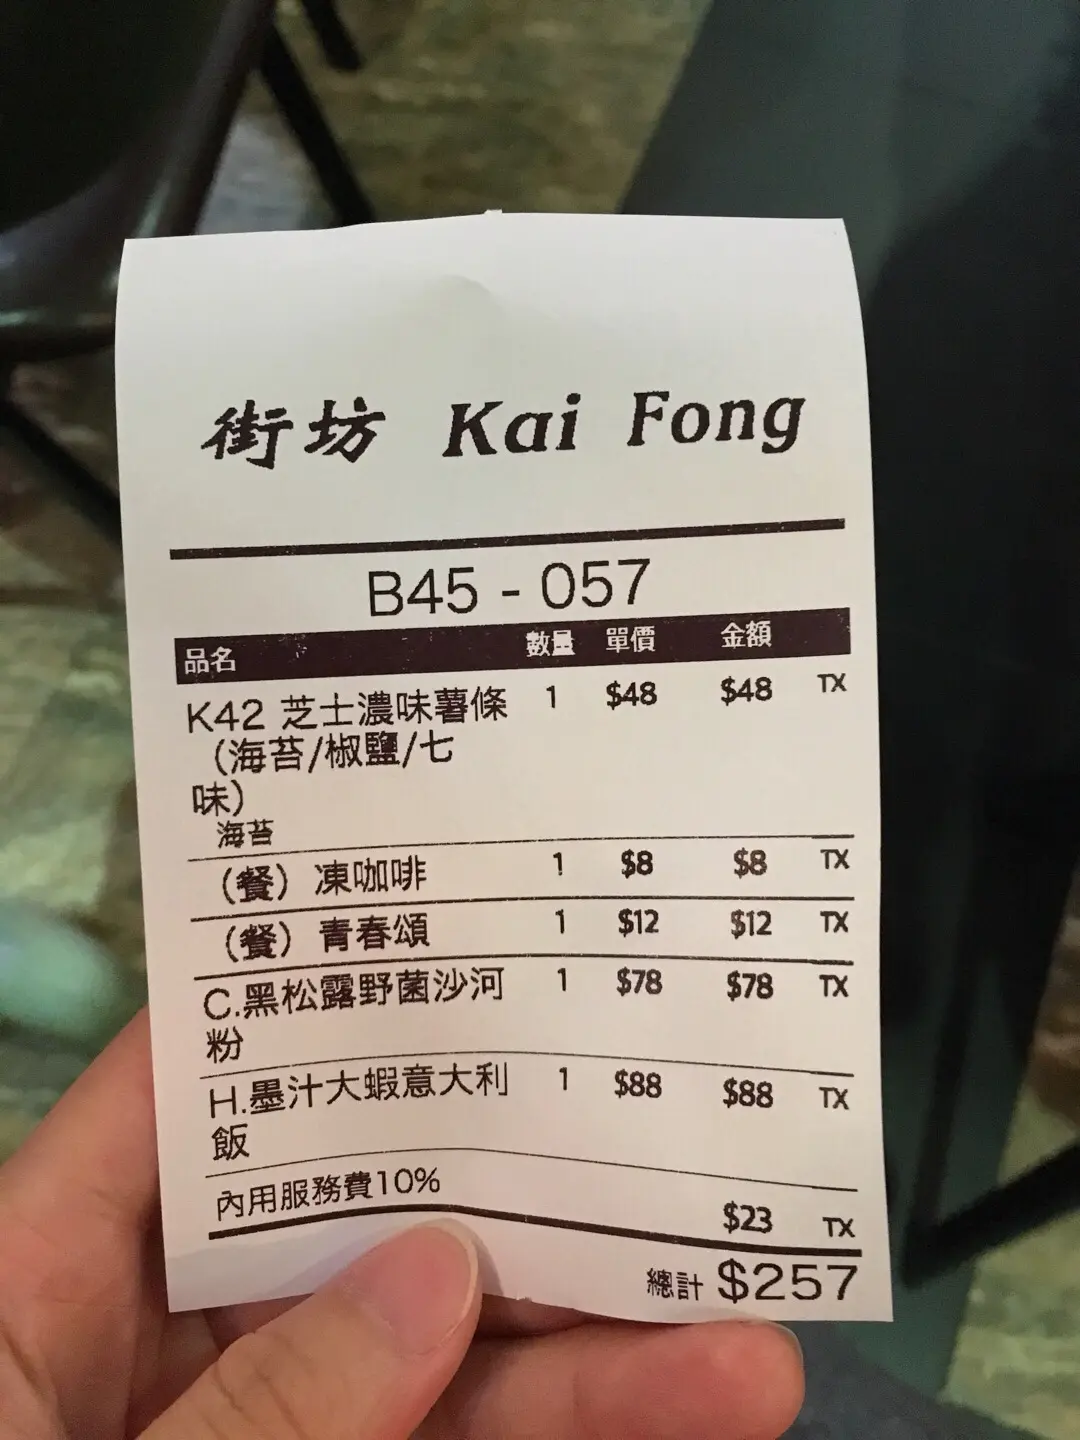 街坊 Kai Fong
B45 - 057
品名 數量 單價 金額
K42 芝士濃味薯條 1 $48 $48 TX
(海苔/椒鹽/七
味)
海苔
(餐) 凍咖啡 1 $8 $8 TX
(餐) 青春頌 1 $12 $12 TX
C.黑松露野菌沙河 1 $78 $78 TX
粉
H.墨汁大蝦意大利 1 $88 $88 TX
飯
內用服務費10% $23 TX
總計 $257